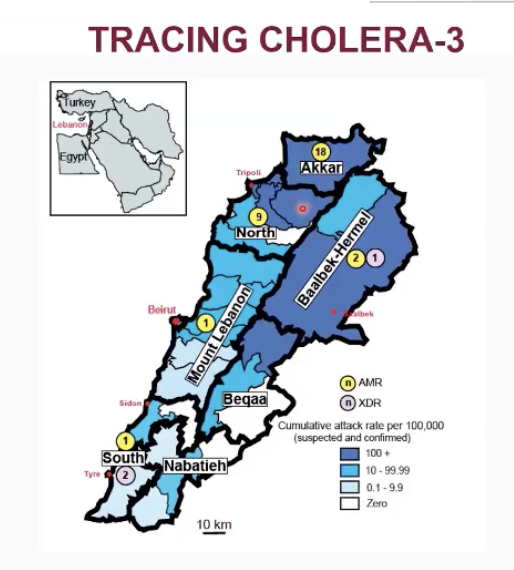 TRACING CHOLERA-3
Turkey
Lebanon
Egypt
18
Akkar
Tripoli
9
North
Baalbek-Hermel
2
1
Baalbek
Beirut
1
Mount Lebanon
n AMR
n XDR
Sidon
Beqaa
Cumulative attack rate per 100,000
(suspected and confirmed)
100 +
10 - 99.99
0.1 - 9.9
Zero
1
South
Nabatieh
Tyre
2
10 km